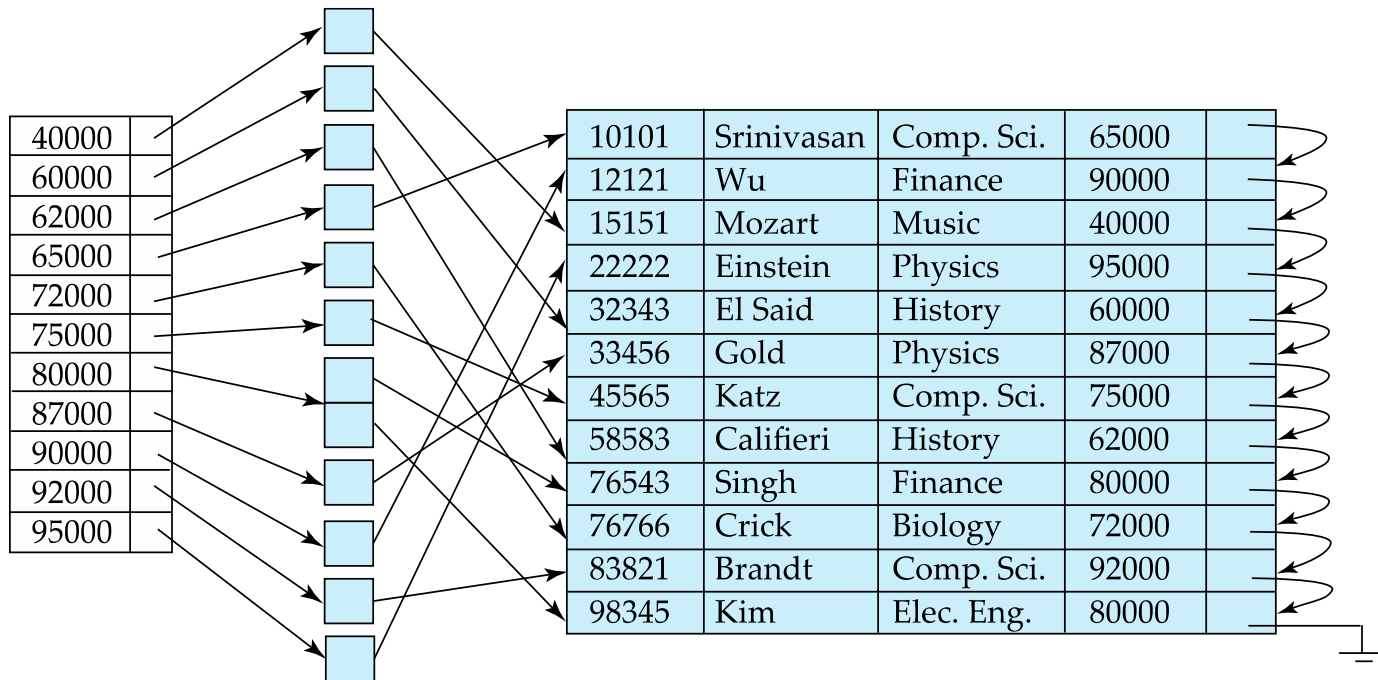 40000
60000
62000
65000
72000
75000
80000
87000
90000
92000
95000
10101 Srinivasan Comp. Sci. 65000
12121 Wu Finance 90000
15151 Mozart Music 40000
22222 Einstein Physics 95000
32343 El Said History 60000
33456 Gold Physics 87000
45565 Katz Comp. Sci. 75000
58583 Califieri History 62000
76543 Singh Finance 80000
76766 Crick Biology 72000
83821 Brandt Comp. Sci. 92000
98345 Kim Elec. Eng. 80000